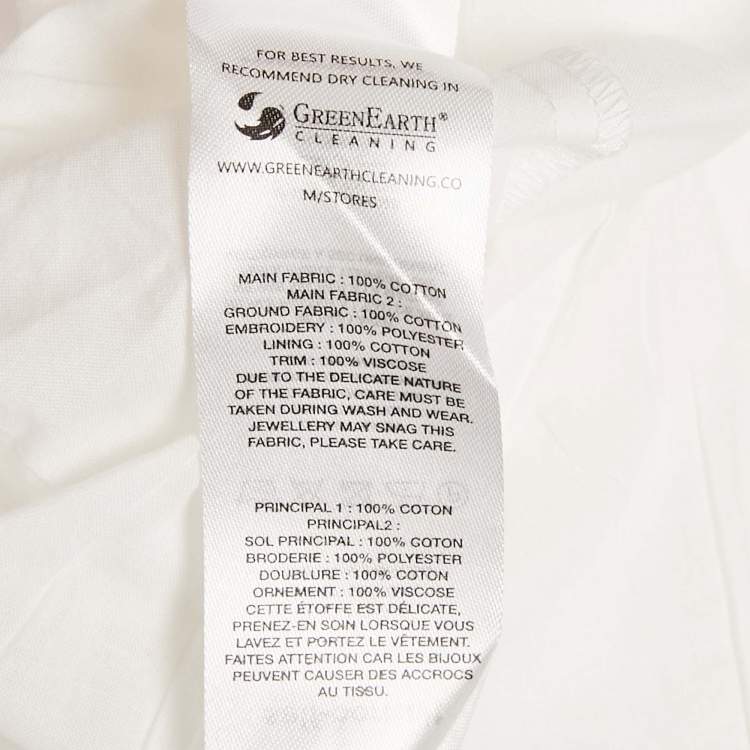 FOR BEST RESULTS, WE
RECOMMEND DRY CLEANING IN
GREENEARTH®
CLEANING
WWW.GREENEARTHCLEANING.CO
M/STORES
MAIN FABRIC : 100% COTTON
MAIN FABRIC 2 :
GROUND FABRIC : 100% COTTON
EMBROIDERY : 100% POLYESTER
LINING : 100% COTTON
TRIM : 100% VISCOSE
DUE TO THE DELICATE NATURE
OF THE FABRIC, CARE MUST BE
TAKEN DURING WASH AND WEAR.
JEWELLERY MAY SNAG THIS
FABRIC, PLEASE TAKE CARE.
PRINCIPAL 1 : 100% COTON
PRINCIPAL2 :
SOL PRINCIPAL : 100% COTON
BRODERIE : 100% POLYESTER
DOUBLURE : 100% COTON
ORNEMENT : 100% VISCOSE
CETTE ÉTOFFE EST DÉLICATE,
PRENEZ-EN SOIN LORSQUE VOUS
LAVEZ ET PORTEZ LE VÊTEMENT.
FAITES ATTENTION CAR LES BIJOUX
PEUVENT CAUSER DES ACCROCS
AU TISSU.